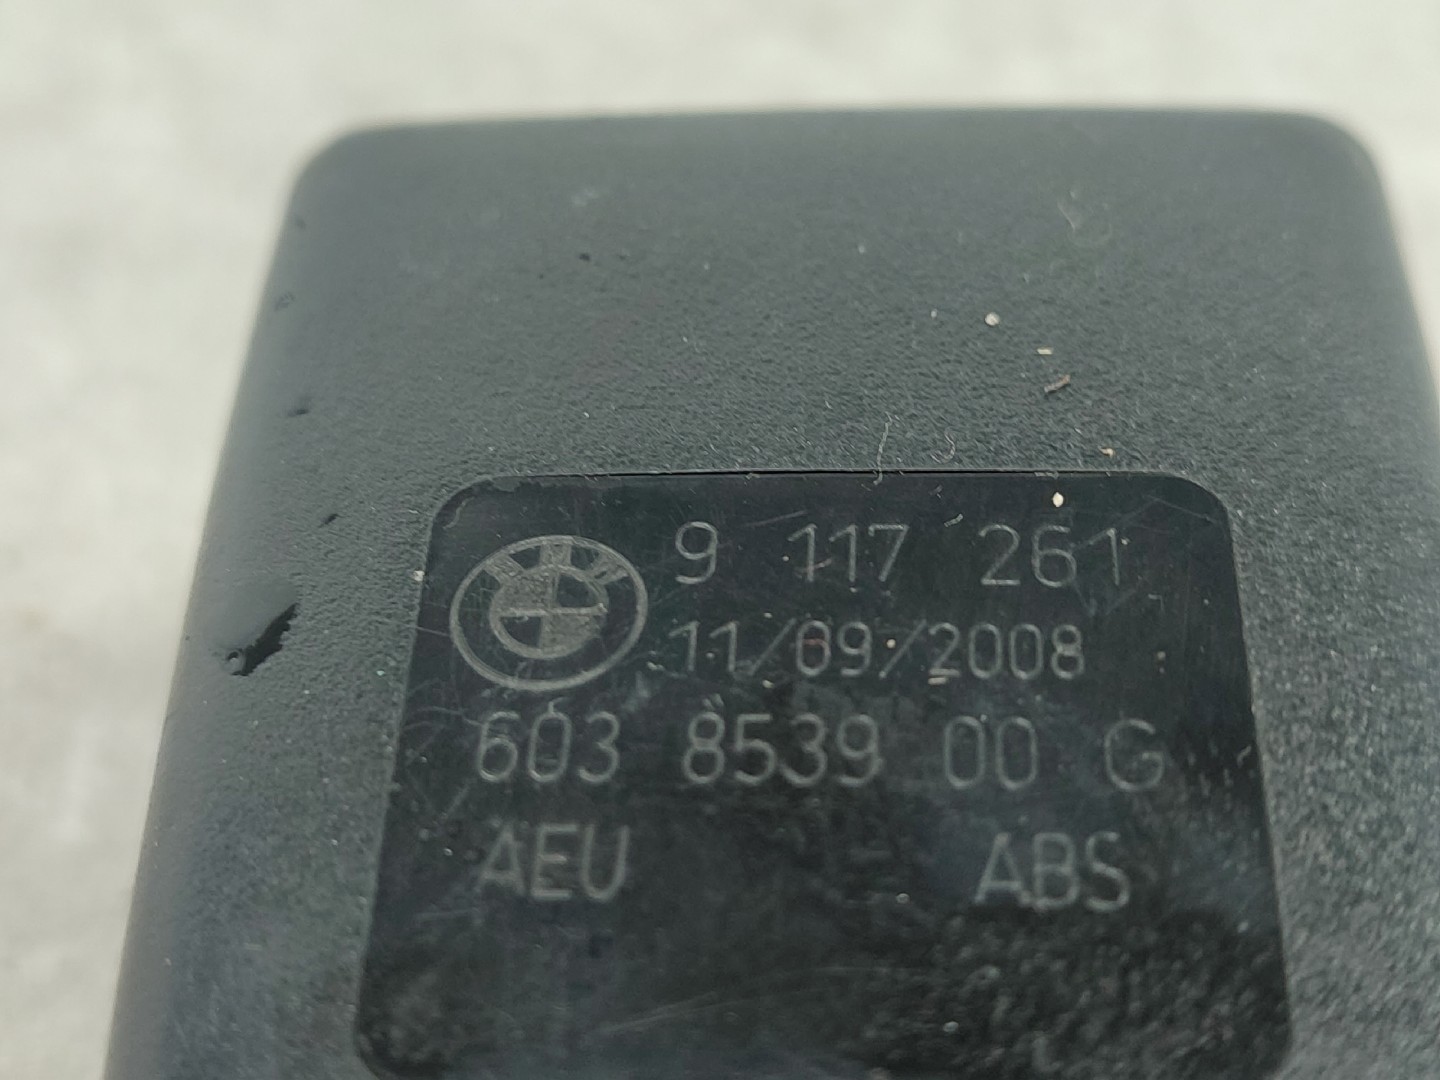 9 117 261
11/09/2008
603 8539 00 G
AEU ABS